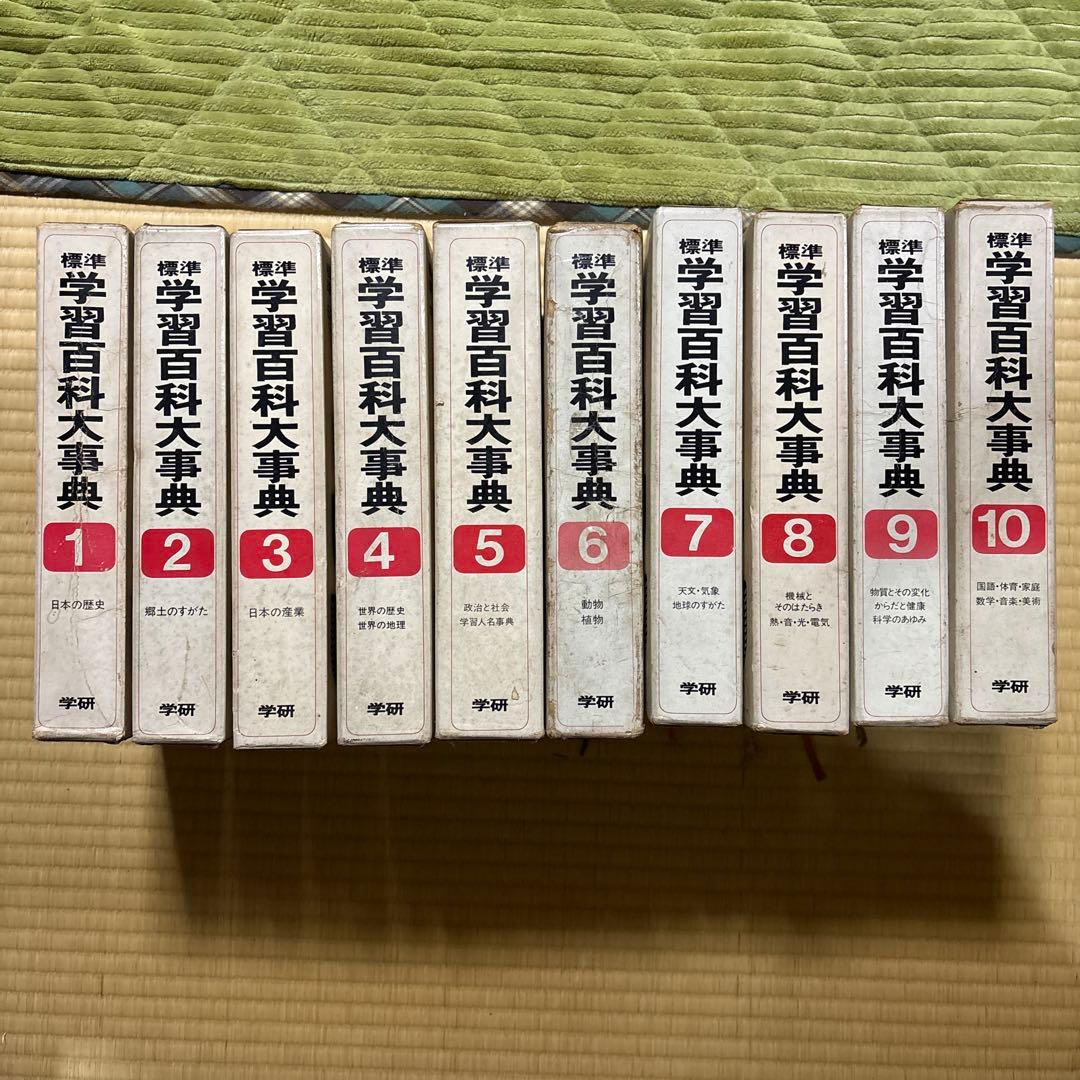 標準
学習百科大事典
1
日本の歴史
学研
標準
学習百科大事典
2
郷土のすがた
学研
標準
学習百科大事典
3
日本の産業
学研
標準
学習百科大事典
4
世界の歴史
世界の地理
学研
標準
学習百科大事典
5
政治と社会
学習人名事典
学研
標準
学習百科大事典
6
動物
植物
学研
標準
学習百科大事典
7
天文・気象
地球のすがた
学研
標準
学習百科大事典
8
機械と
そのはたらき
熱・音・光・電気
学研
標準
学習百科大事典
9
物質とその変化
からだと健康
科学のあゆみ
学研
標準
学習百科大事典
10
国語・体育・家庭
数学・音楽・美術
学研